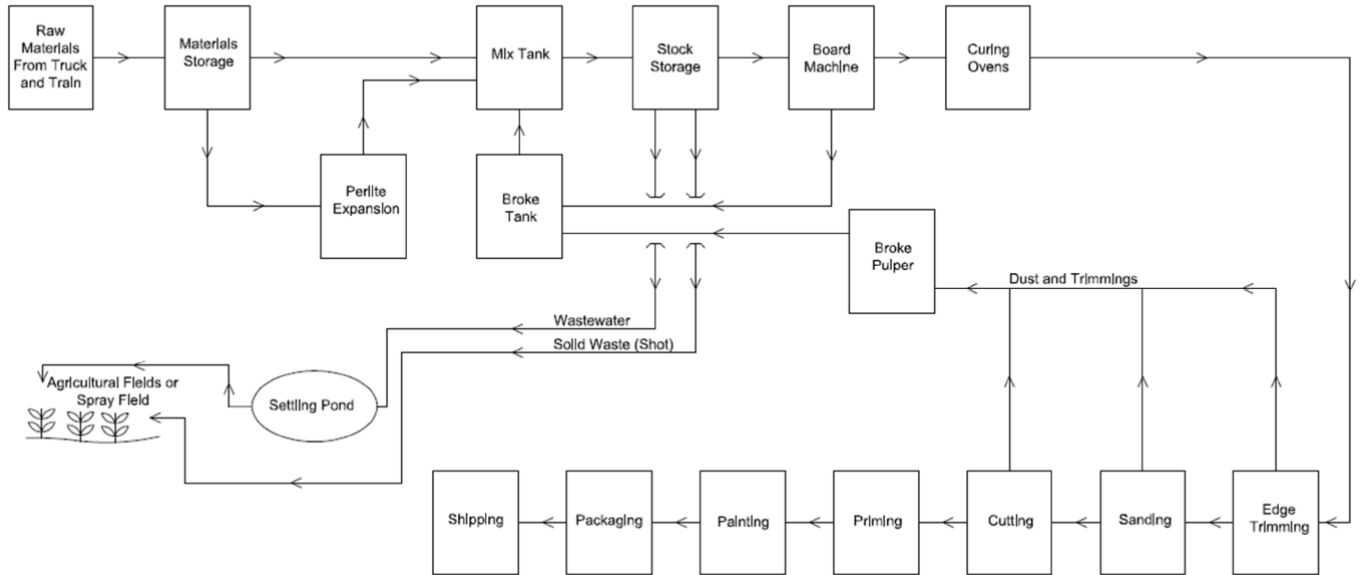 Raw
Materials
From Truck
and Train
Materials
Storage
Mix Tank
Stock
Storage
Board
Machine
Curing
Ovens
Perlite
Expansion
Broke
Tank
Broke
Pulper
Dust and Trimmings
Wastewater
Solid Waste (Shot)
Agricultural Fields or
Spray Field
Settling Pond
Shipping
Packaging
Painting
Priming
Cutting
Sanding
Edge
Trimming